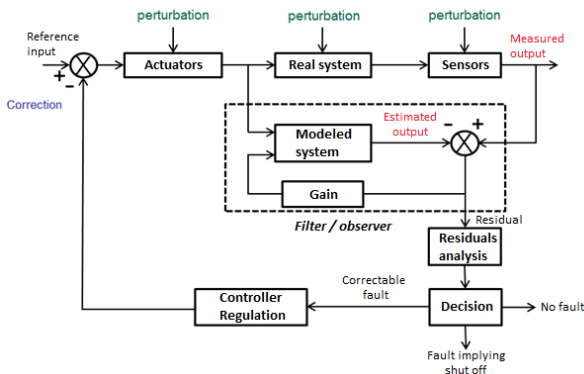 perturbation
perturbation
perturbation
Reference
input
Measured
output
Actuators
Real system
Sensors
+
−
Correction
Estimated
output
−
+
Modeled
system
Gain
Filter / observer
Residual
Residuals
analysis
Correctable
fault
Controller
Regulation
Decision
No fault
Fault implying
shut off